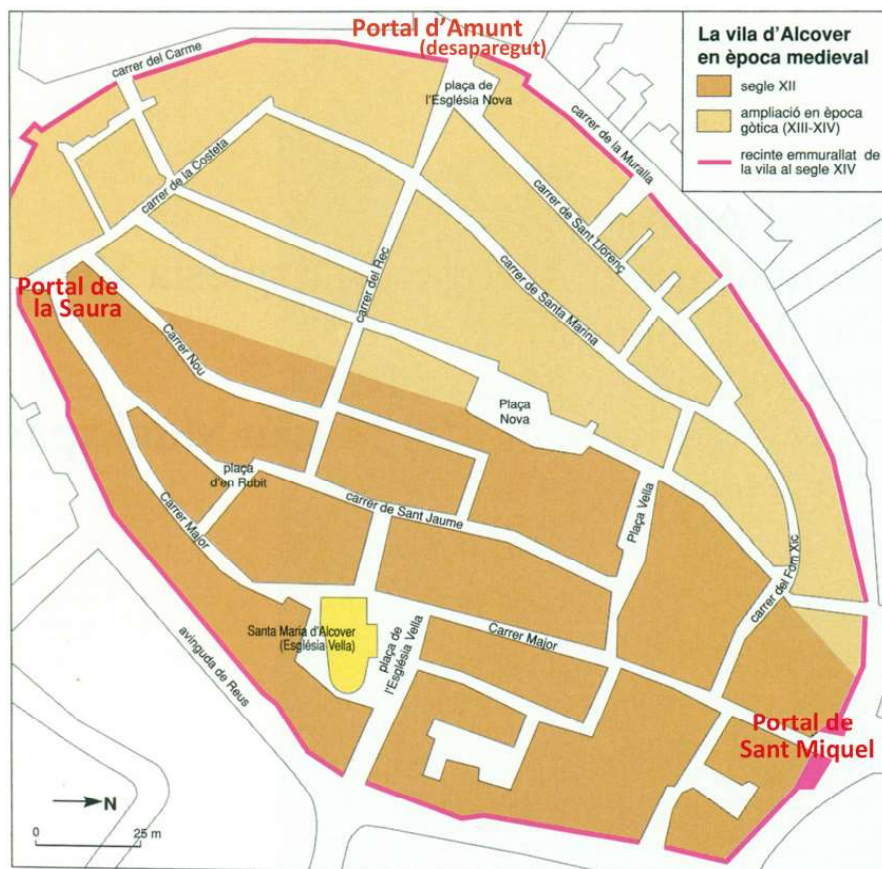 Portal d'Amunt
(desaparegut)
La vila d'Alcover
en època medieval
segle XII
ampliació en època
gòtica (XIII-XIV)
recinte emmurallat de
la vila al segle XIV
carrer del Carme
plaça de
l'Església Nova
carrer de la Muralla
carrer de la Costeta
carrer de Sant Llorenç
carrer del Rec
carrer de Santa Marina
Portal de
la Saura
Carrer Nou
Plaça
Nova
plaça
d'en Rubit
Plaça Vella
carrer de Sant Jaume
Carrer Major
carrer del Forn Xic
Santa Maria d'Alcover
(Església Vella)
plaça de
l'Església Vella
Carrer Major
avinguda de Reus
Portal de
Sant Miquel
N
0 25 m